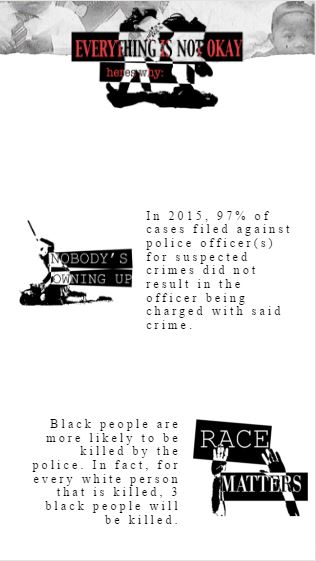 EVERYTHING IS NOT OKAY
heres why:
In 2015, 97% of
cases filed against
police officer(s)
for suspected
crimes did not
result in the
officer being
charged with said
crime.
NOBODY'S
OWNING UP
Black people are
more likely to be
killed by the
police. In fact, for
every white person
that is killed, 3
black people will
be killed.
RACE
MATTERS